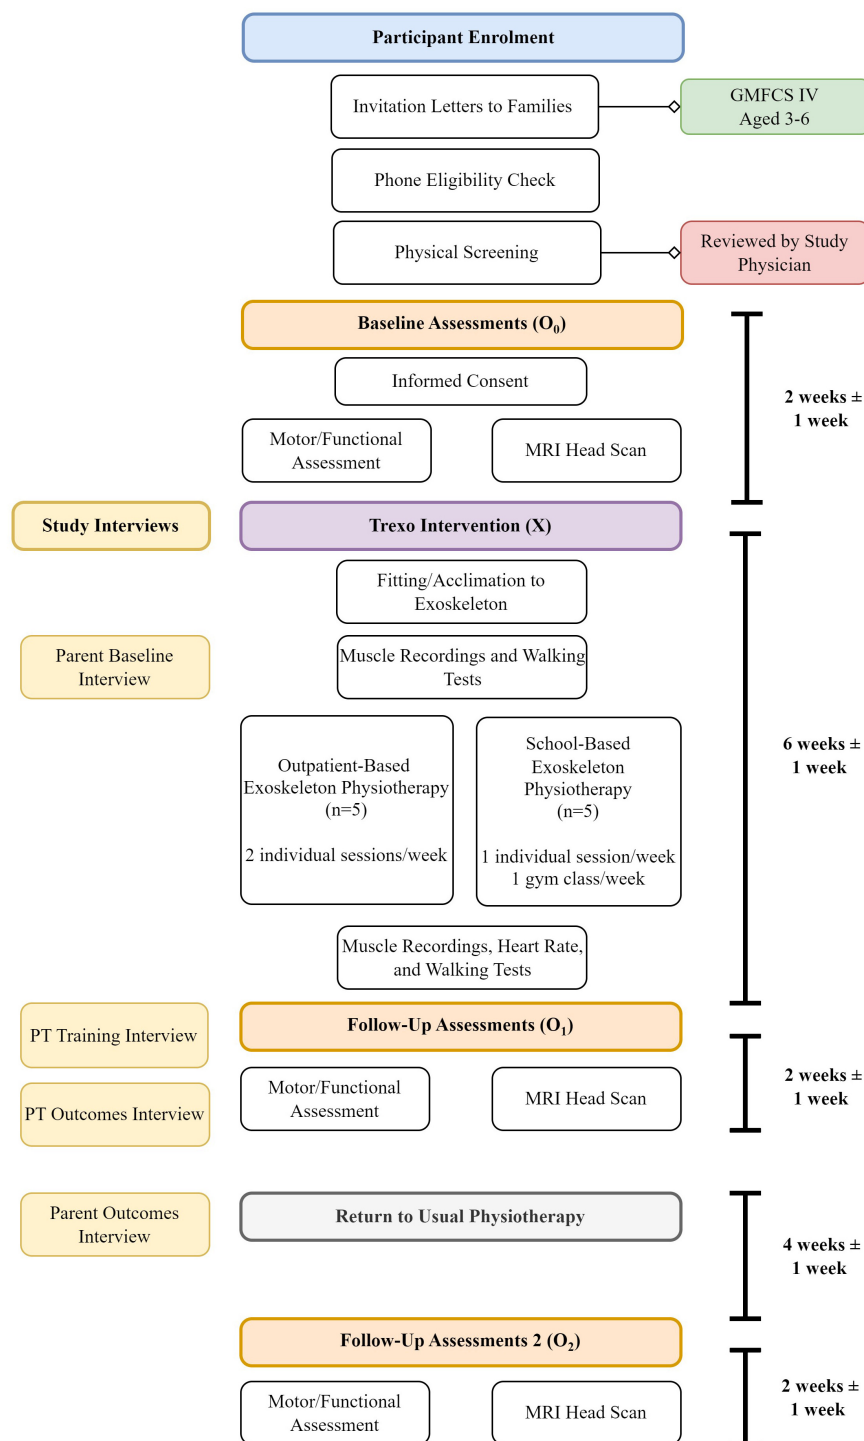 Participant Enrolment
Invitation Letters to Families
GMFCS IV
Aged 3-6
Phone Eligibility Check
Physical Screening
Reviewed by Study
Physician
Baseline Assessments (O₀)
Informed Consent
2 weeks ±
1 week
Motor/Functional
Assessment
MRI Head Scan
Study Interviews
Trexo Intervention (X)
Fitting/Acclimation to
Exoskeleton
Parent Baseline
Interview
Muscle Recordings and Walking
Tests
Outpatient-Based
Exoskeleton Physiotherapy
(n=5)
2 individual sessions/week
School-Based
Exoskeleton
Physiotherapy
(n=5)
1 individual session/week
1 gym class/week
6 weeks ±
1 week
Muscle Recordings, Heart Rate,
and Walking Tests
PT Training Interview
Follow-Up Assessments (O₁)
PT Outcomes Interview
Motor/Functional
Assessment
MRI Head Scan
2 weeks ±
1 week
Parent Outcomes
Interview
Return to Usual Physiotherapy
4 weeks ±
1 week
Follow-Up Assessments 2 (O₂)
Motor/Functional
Assessment
MRI Head Scan
2 weeks ±
1 week